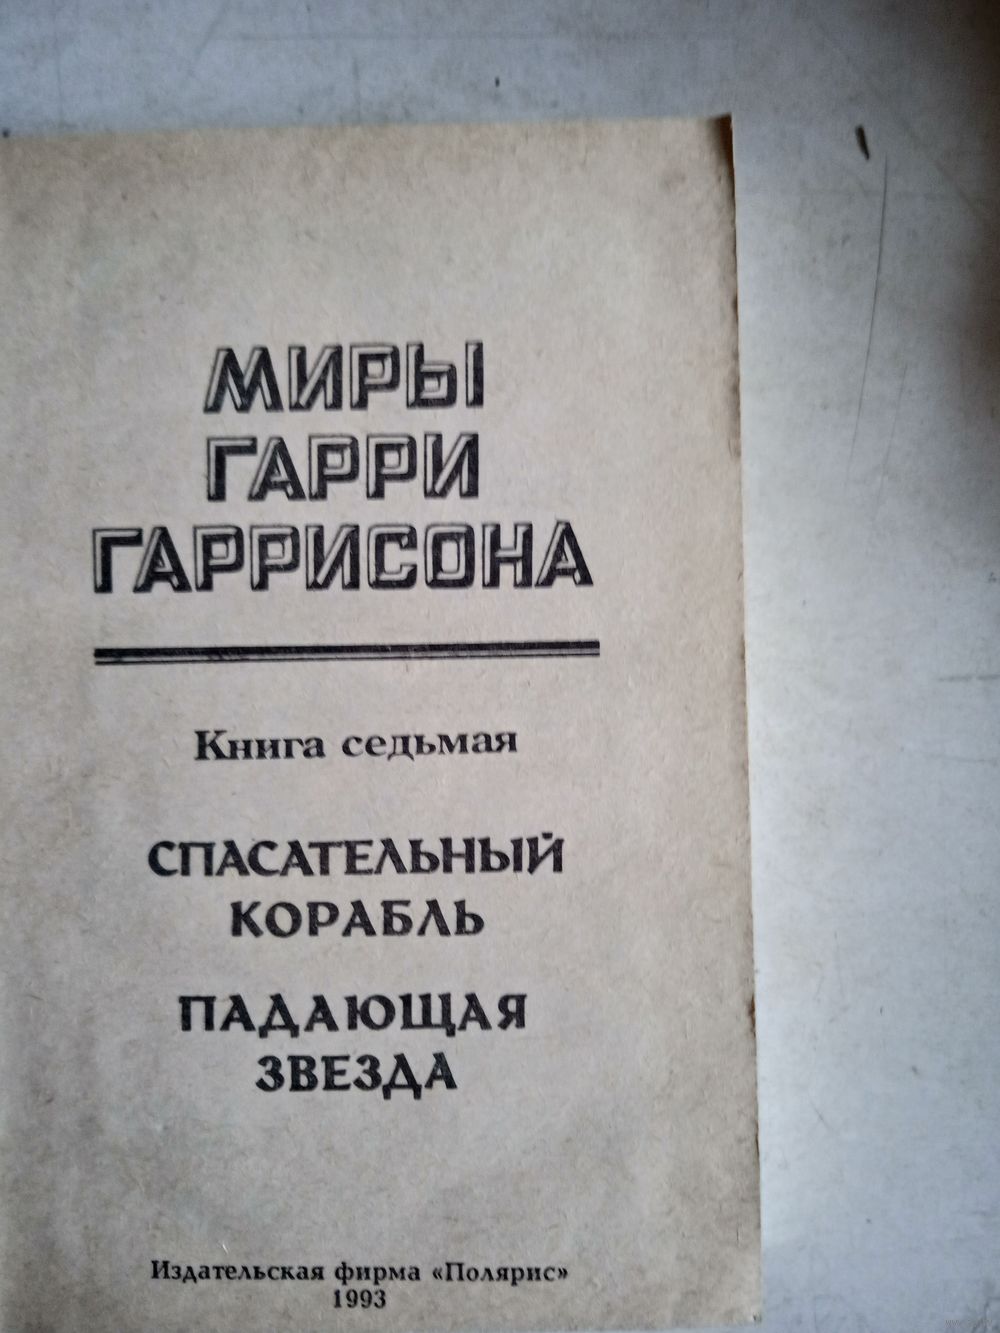 МИРЫ
ГАРРИ
ГАРРИСОНА
Книга седьмая
СПАСАТЕЛЬНЫЙ
КОРАБЛЬ
ПАДАЮЩАЯ
ЗВЕЗДА
Издательская фирма «Полярис»
1993